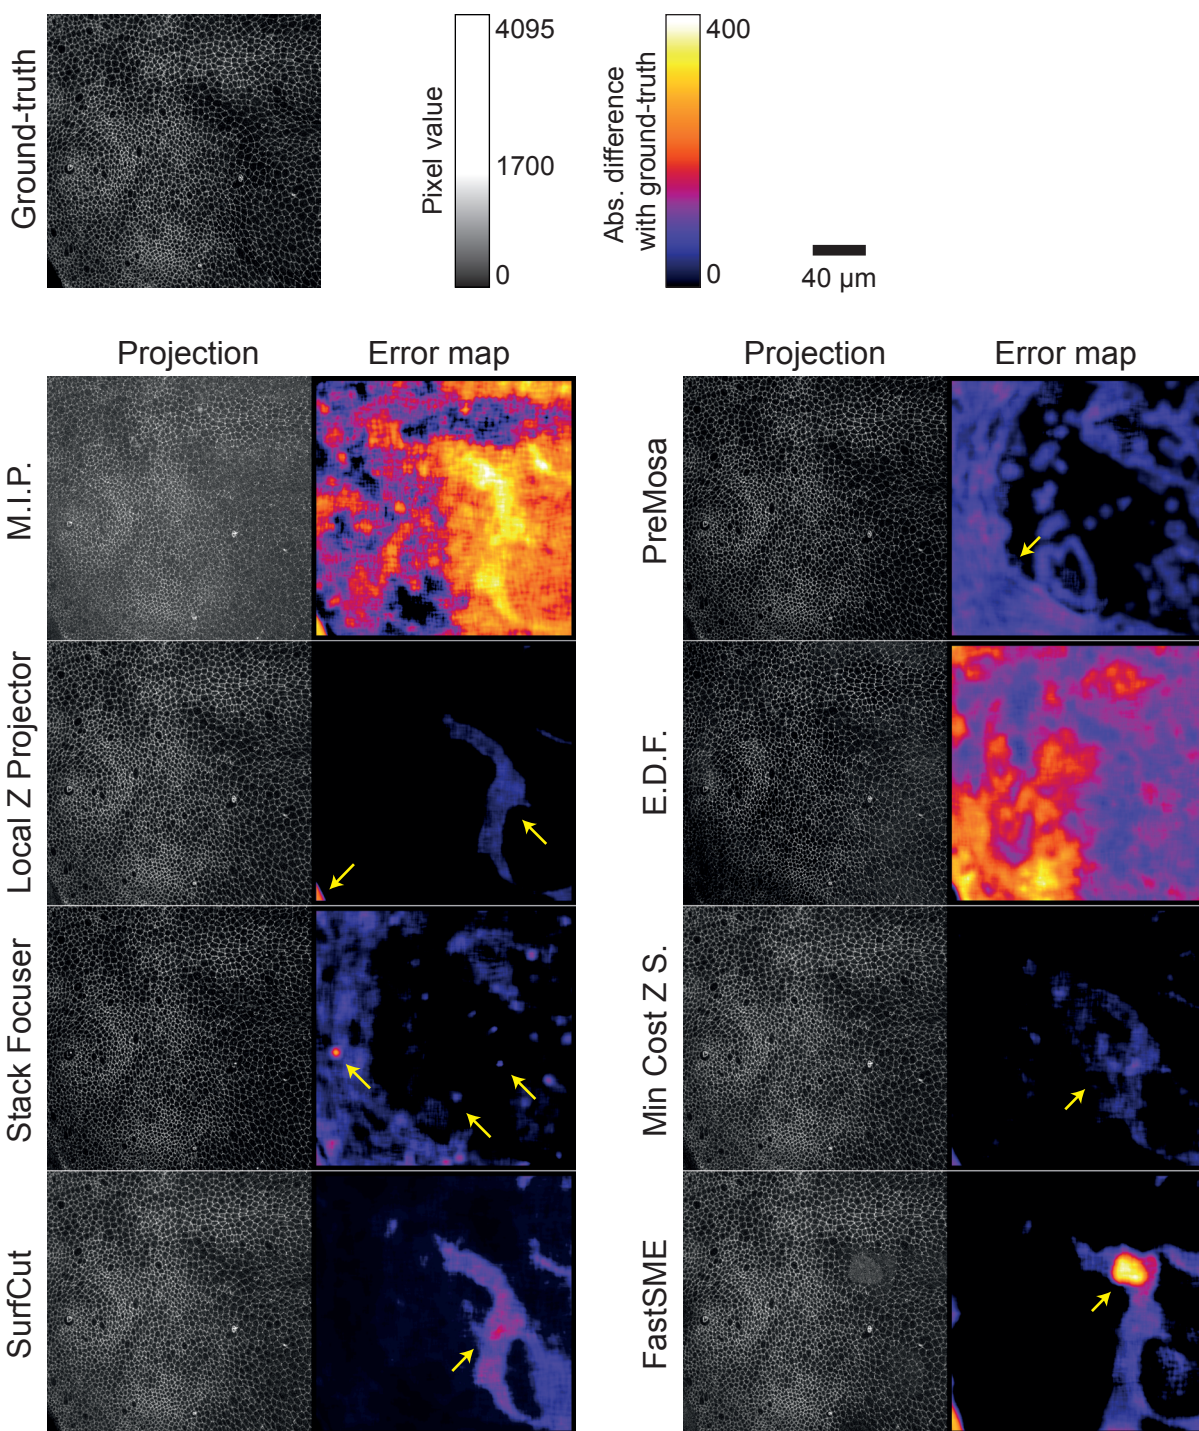 Ground-truth
Pixel value
4095
1700
0
Abs. difference
with ground-truth
400
0
40 µm
Projection
Error map
Projection
Error map
M.I.P.
PreMosa
Local Z Projector
E.D.F.
Stack Focuser
Min Cost Z S.
SurfCut
FastSME